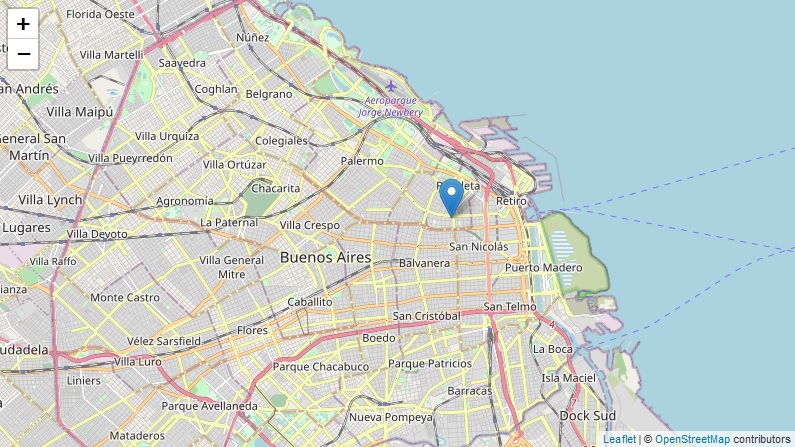 +
−
Florida Oeste
Núñez
Villa Martelli
Saavedra
Aeroparque
Jorge Newbery
Coghlan
Belgrano
San Andrés
Villa Maipú
General San
Martín
Villa Urquiza
Colegiales
Villa Pueyrredón
Villa Ortúzar
Palermo
Chacarita
Retiro
Villa Lynch
Agronomía
Lugares
La Paternal
Villa Crespo
Villa Devoto
San Nicolás
Villa Raffo
Villa General
Mitre
Buenos Aires
Balvanera
Puerto Madero
Monte Castro
Caballito
San Telmo
San Cristóbal
4
Flores
Vélez Sarsfield
Boedo
La Boca
Villa Luro
Parque Patricios
Parque Chacabuco
Liniers
Isla Maciel
Barracas
Parque Avellaneda
Nueva Pompeya
Dock Sud
Mataderos
Leaflet | © OpenStreetMap contributors